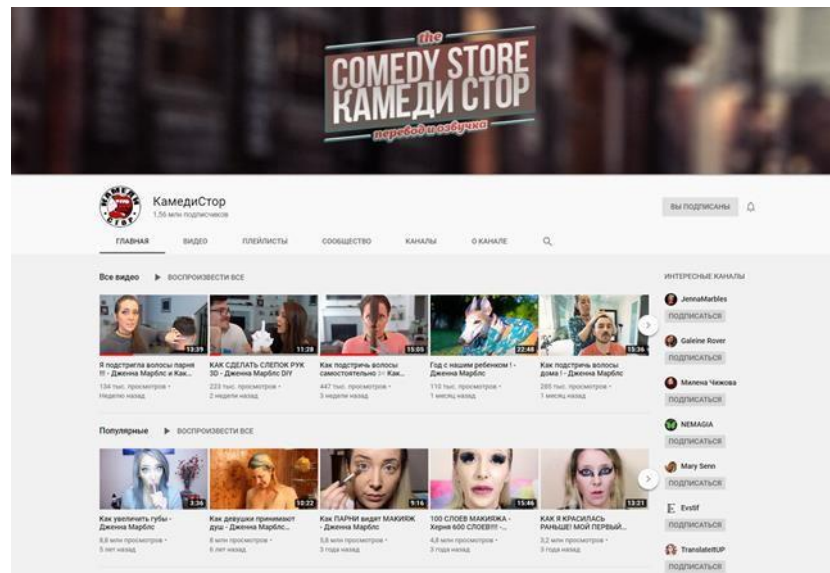 the
COMEDY STORE
КАМЕДИ СТОР
перевод и озвучка
КАМЕДИ
СТОР
КамедиСтор
1,56 млн подписчиков
ВЫ ПОДПИСАНЫ
ГЛАВНАЯ ВИДЕО ПЛЕЙЛИСТЫ СООБЩЕСТВО КАНАЛЫ О КАНАЛЕ
Все видео ВОСПРОИЗВЕСТИ ВСЕ
13:39
Я подстригла волосы парня
!!! - Дженна Марблс и Как...
134 тыс. просмотров •
Неделю назад
11:28
КАК СДЕЛАТЬ СЛЕПОК РУК
3D - Дженна Марблс DIY
223 тыс. просмотров •
2 недели назад
15:05
Как подстричь волосы
самостоятельно Как...
447 тыс. просмотров •
3 недели назад
22:48
Год с нашим ребенком ! -
Дженна Марблс
110 тыс. просмотров •
1 месяц назад
15:36
Как подстричь волосы
дома ! - Дженна Марблс
285 тыс. просмотров •
1 месяц назад
Популярные ВОСПРОИЗВЕСТИ ВСЕ
3:36
Как увеличить губы -
Дженна Марблс
8,8 млн просмотров •
5 лет назад
10:22
Как девушки принимают
душ - Дженна Марблс...
8 млн просмотров •
6 лет назад
9:16
Как ПАРНИ видят МАКИЯЖ
- Дженна Марблс
5,8 млн просмотров •
3 года назад
15:46
100 СЛОЕВ МАКИЯЖА -
Херня 600 СЛОЕВ!!!! -...
4,8 млн просмотров •
3 года назад
13:21
КАК Я КРАСИЛАСЬ
РАНЬШЕ! МОЙ ПЕРВЫЙ...
3,2 млн просмотров •
3 года назад
ИНТЕРЕСНЫЕ КАНАЛЫ
JennaMarbles
ПОДПИСАТЬСЯ
Galeine Rover
ПОДПИСАТЬСЯ
Милена Чижова
ПОДПИСАТЬСЯ
NEMAGIA
ПОДПИСАТЬСЯ
Mary Senn
ПОДПИСАТЬСЯ
Evstif
ПОДПИСАТЬСЯ
TranslateItUP
ПОДПИСАТЬСЯ